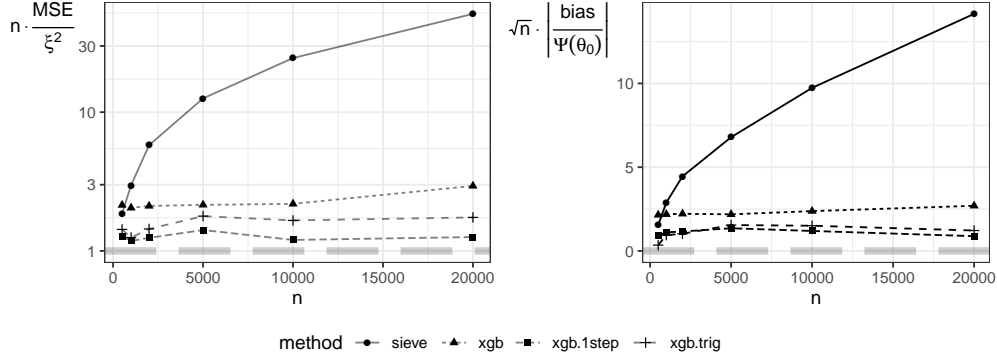 n · MSE / ξ²
30
10
3
1
0 5000 10000 15000 20000
n
√n · | bias / Ψ(θ₀) |
10
5
0
0 5000 10000 15000 20000
n
method sieve xgb xgb.1step xgb.trig